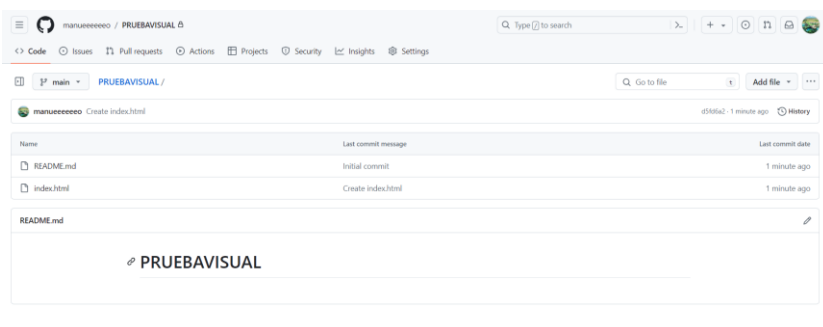 manueeeeeeo / PRUEBAVISUAL Type / to search
Code Issues Pull requests Actions Projects Security Insights Settings
main PRUEBAVISUAL / Go to file t Add file
manueeeeeeo Create index.html d5fd6a2 · 1 minute ago History
Name Last commit message Last commit date
README.md Initial commit 1 minute ago
index.html Create index.html 1 minute ago
README.md
PRUEBAVISUAL